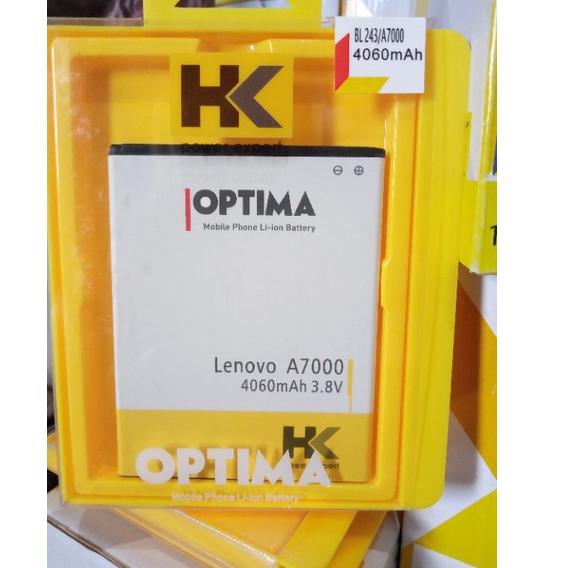 BL 243/A7000
4060mAh
HK
power expert
OPTIMA
Mobile Phone Li-ion Battery
Lenovo A7000
4060mAh 3.8V
HK
power expert
OPTIMA
Mobile Phone Li-Ion Battery